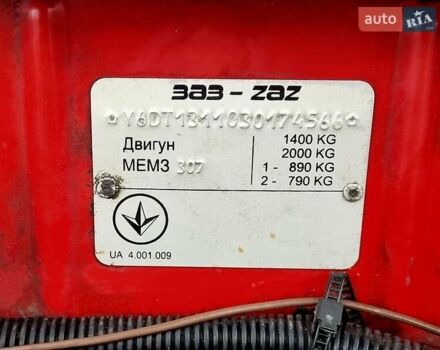 AUTO RIA .com
ЗАЗ - ZAZ
*Y6DT1311030174566*
Двигун
МЕМЗ 307
1400 KG
2000 KG
1 - 890 KG
2 - 790 KG
UA 4.001.009